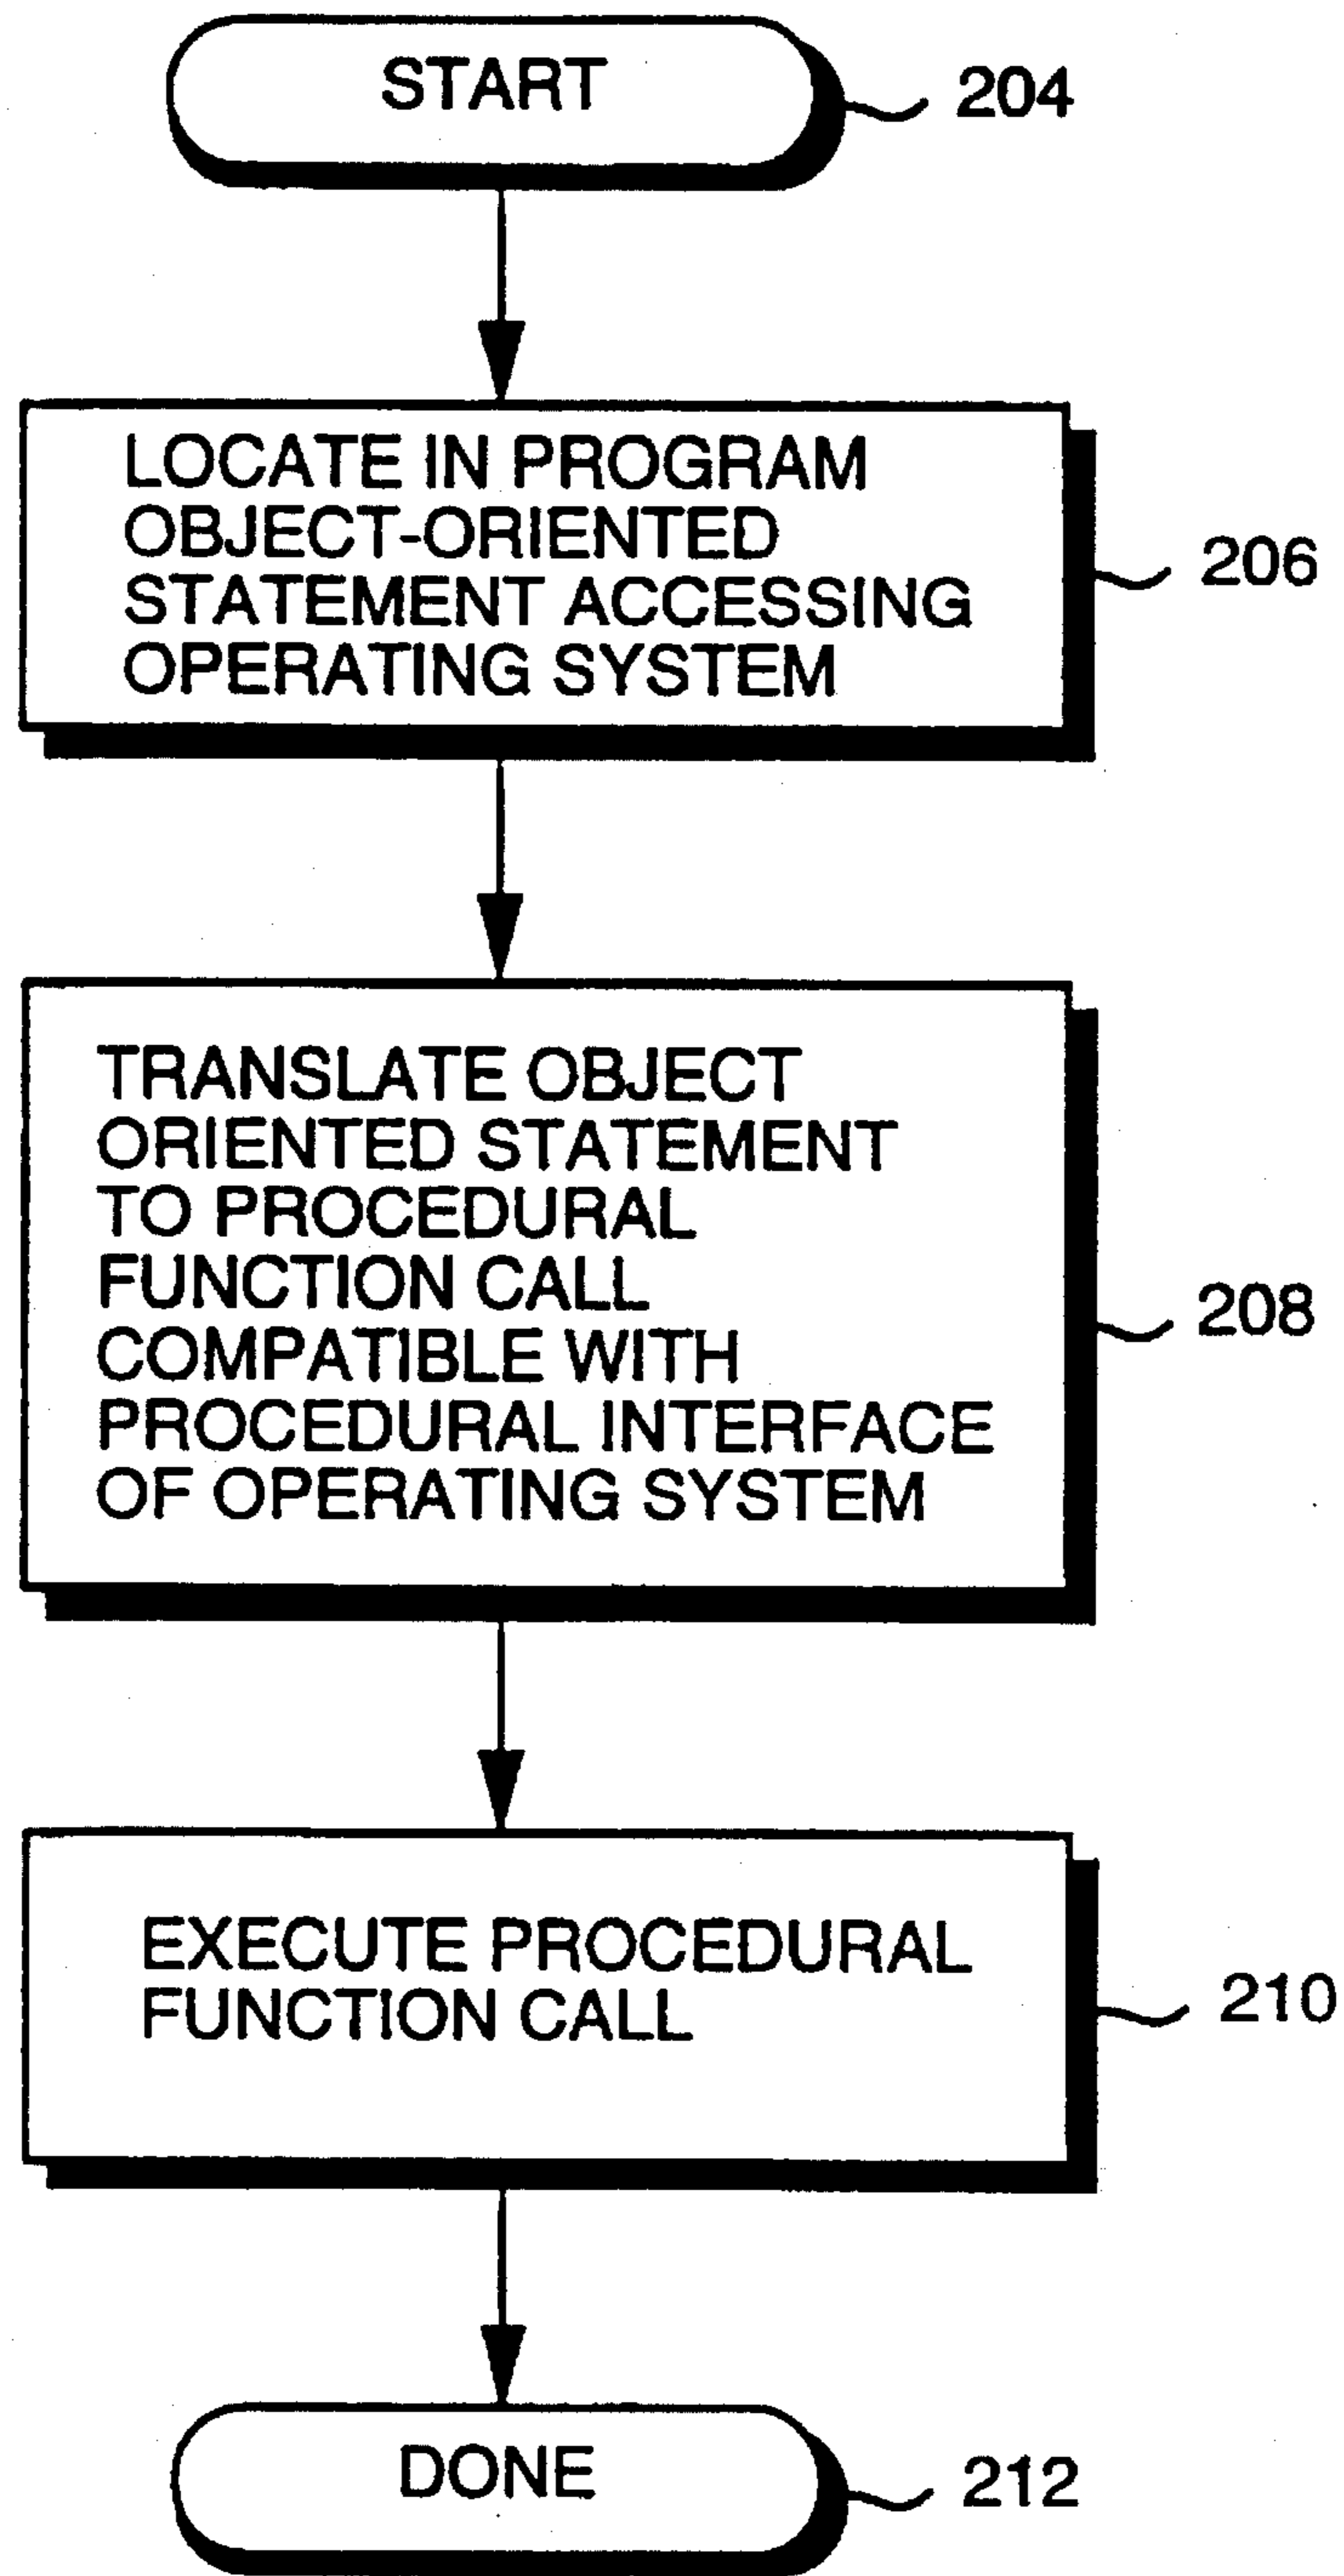 START
204
LOCATE IN PROGRAM
OBJECT-ORIENTED
STATEMENT ACCESSING
OPERATING SYSTEM
206
TRANSLATE OBJECT
ORIENTED STATEMENT
TO PROCEDURAL
FUNCTION CALL
COMPATIBLE WITH
PROCEDURAL INTERFACE
OF OPERATING SYSTEM
208
EXECUTE PROCEDURAL
FUNCTION CALL
210
DONE
212